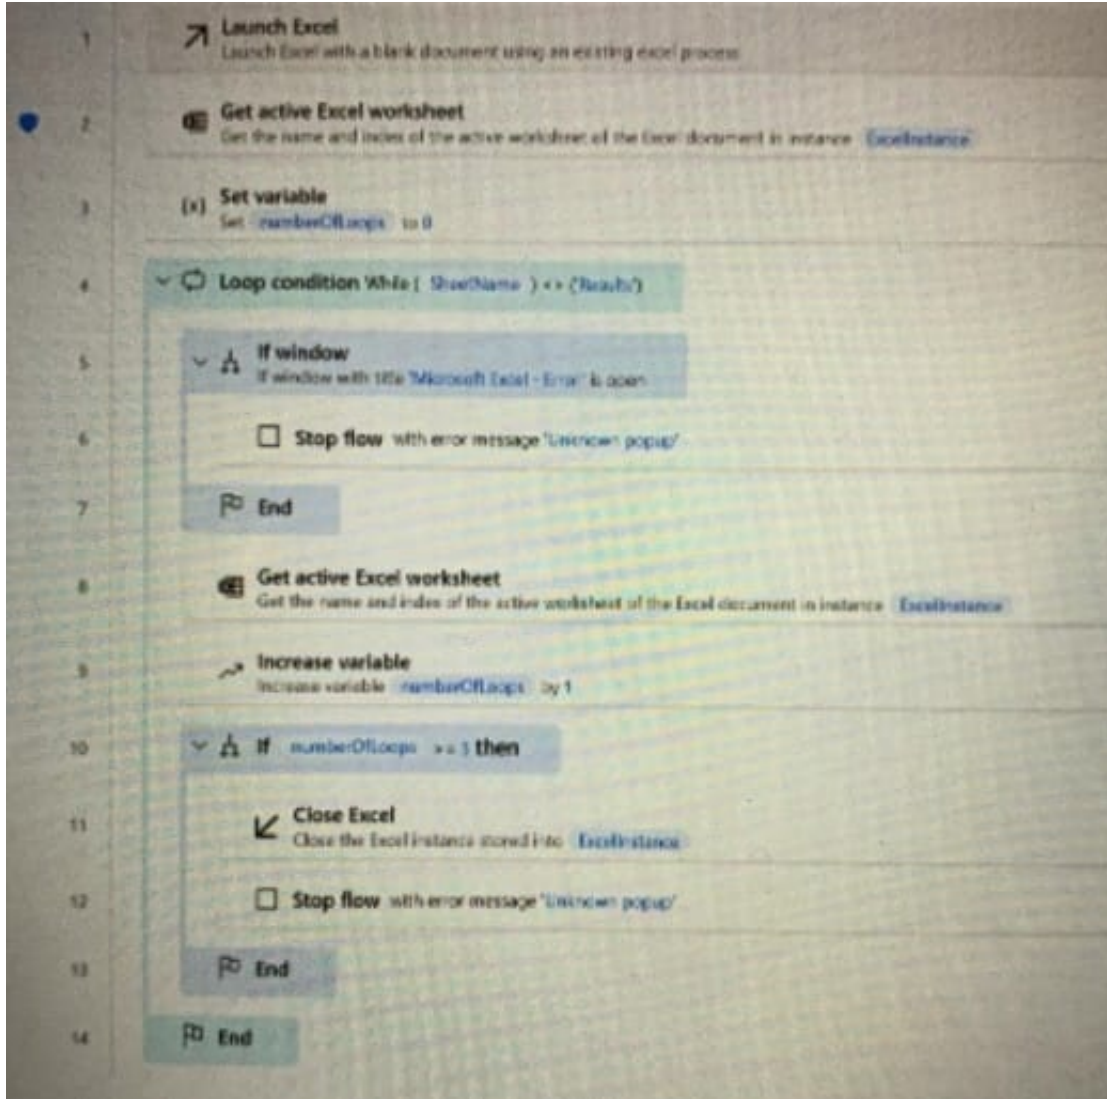 1
Launch Excel
Launch Excel with a blank document using an existing excel process
2
Get active Excel worksheet
Get the name and index of the active worksheet of the Excel document in instance ExcelInstance
3
{x} Set variable
Set numberOfLoops to 0
4
Loop condition While ( SheetName ) <> ('Results')
5
If window
If window with title 'Microsoft Excel - Error' is open
6
Stop flow with error message 'Unknown popup'
7
End
8
Get active Excel worksheet
Get the name and index of the active worksheet of the Excel document in instance ExcelInstance
9
Increase variable
Increase variable numberOfLoops by 1
10
If numberOfLoops >= then
11
Close Excel
Close the Excel instance stored into ExcelInstance
12
Stop flow with error message 'Unknown popup'
13
End
14
End